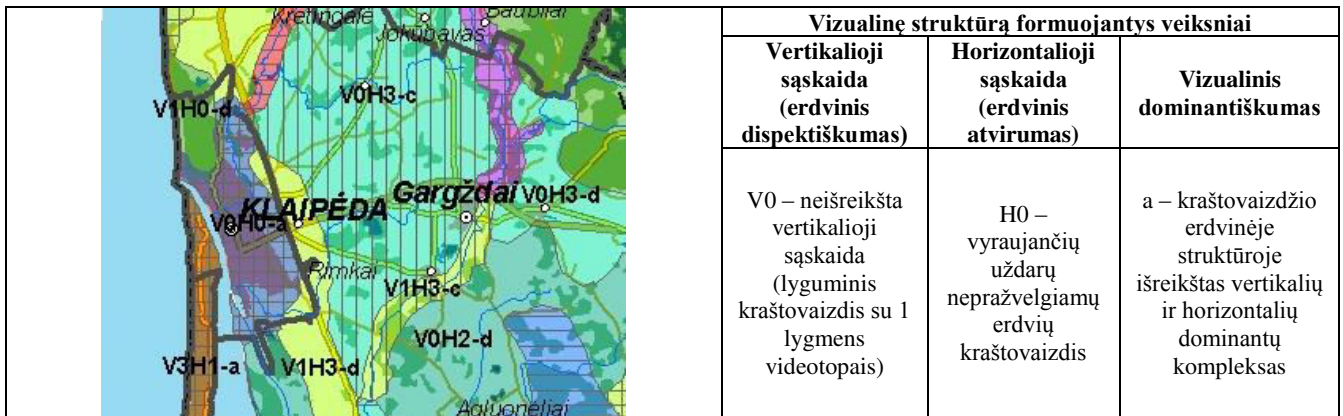 Kretingalė
Saubliai
Jokūbavas
V0H3-c
V1H0-d
Gargždai
V0H3-d
KLAIPĖDA
V0H0-a
Rimkai
V1H3-c
V0H2-d
V3H1-a
V1H3-d
Agluonėliai
Vizualinę struktūrą formuojantys veiksniai
Vertikalioji
sąskaida
(erdvinis
dispektiškumas)
Horizontalioji
sąskaida
(erdvinis
atvirumas)
Vizualinis
dominantiškumas
V0 – neišreikšta
vertikalioji
sąskaida
(lyguminis
kraštovaizdis su 1
lygmens
videotopais)
H0 –
vyraujančių
uždarų
nepražvelgiamų
erdvių
kraštovaizdis
a – kraštovaizdžio
erdvinėje
struktūroje
išreikštas vertikalių
ir horizontalių
dominantų
kompleksas